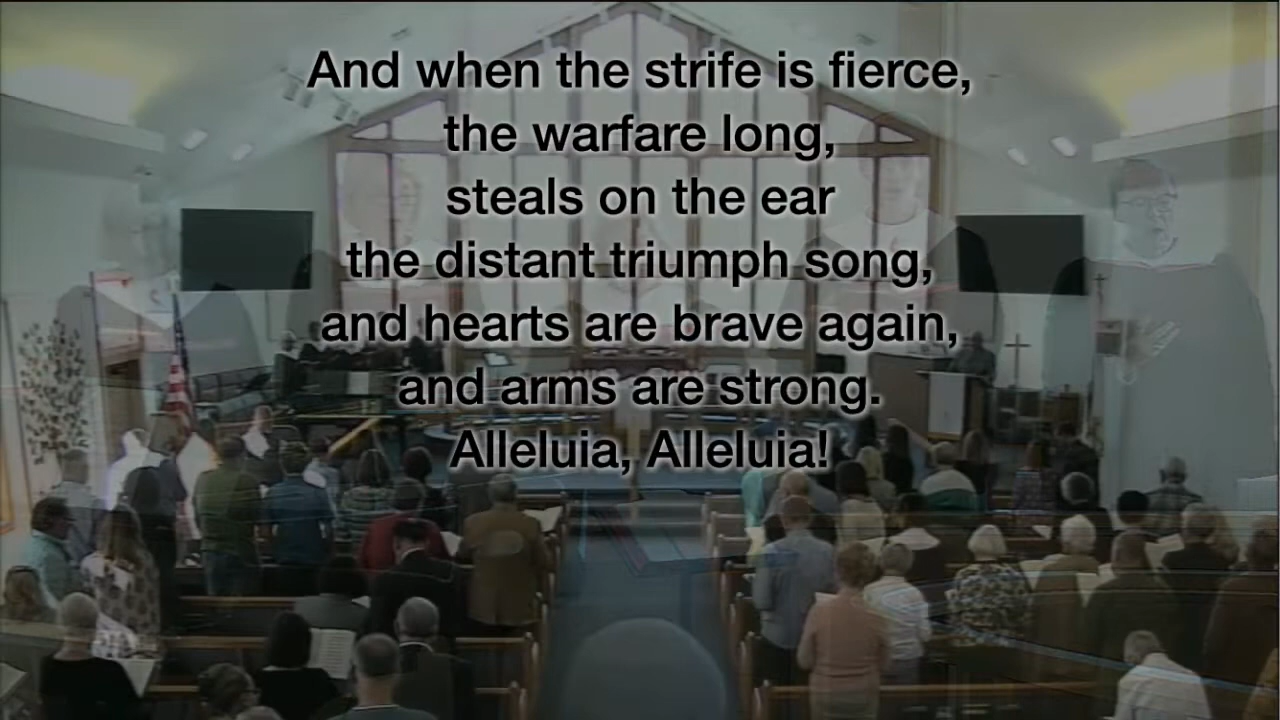 And when the strife is fierce,
the warfare long,
steals on the ear
the distant triumph song,
and hearts are brave again,
and arms are strong.
Alleluia, Alleluia!